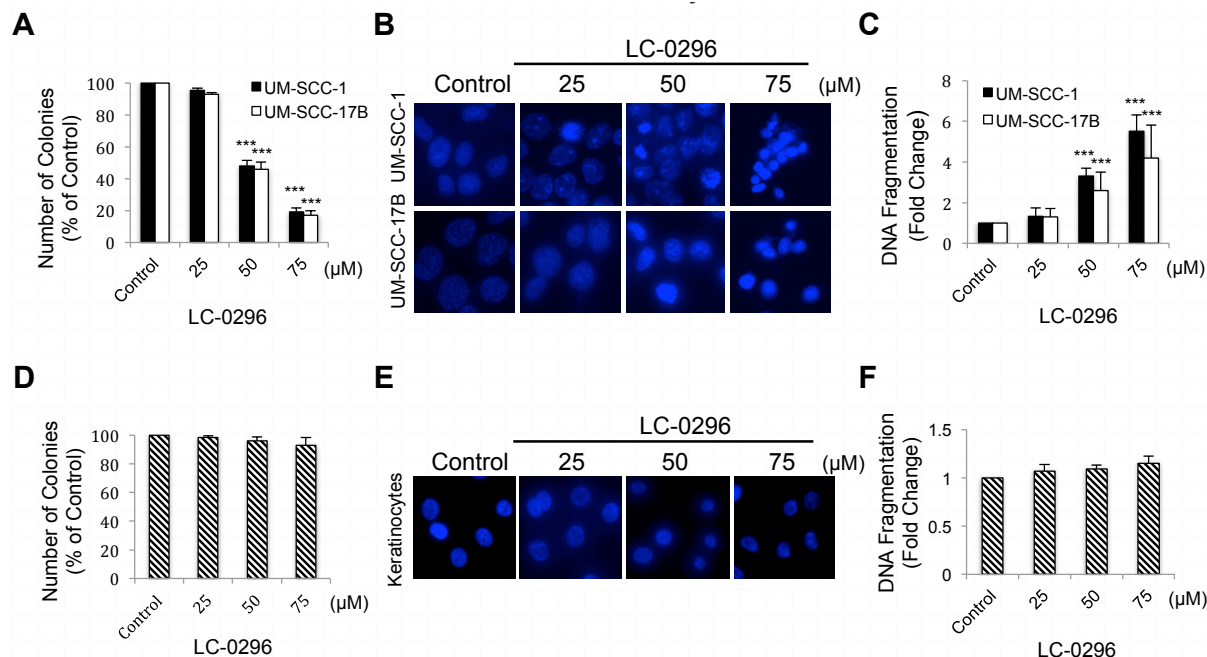 A
Number of Colonies
(% of Control)
100
80
60
40
20
0
UM-SCC-1
UM-SCC-17B
***
***
***
***
Control
25
50
75
(µM)
LC-0296
B
LC-0296
Control
25
50
75
(µM)
UM-SCC-1
UM-SCC-17B
C
DNA Fragmentation
(Fold Change)
8
6
4
2
0
UM-SCC-1
UM-SCC-17B
***
***
***
***
Control
25
50
75
(µM)
LC-0296
D
Number of Colonies
(% of Control)
100
80
60
40
20
0
Control
25
50
75
(µM)
LC-0296
E
LC-0296
Control
25
50
75
(µM)
Keratinocytes
F
DNA Fragmentation
(Fold Change)
1.5
1
0.5
0
Control
25
50
75
(µM)
LC-0296